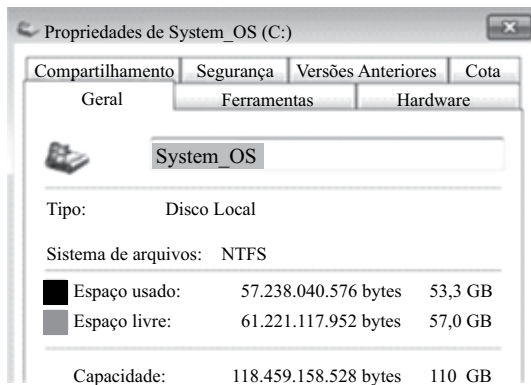 Propriedades de System_OS (C:)
Compartilhamento Segurança Versões Anteriores Cota
Geral Ferramentas Hardware
System_OS
Tipo: Disco Local
Sistema de arquivos: NTFS
Espaço usado: 57.238.040.576 bytes 53,3 GB
Espaço livre: 61.221.117.952 bytes 57,0 GB
Capacidade: 118.459.158.528 bytes 110 GB